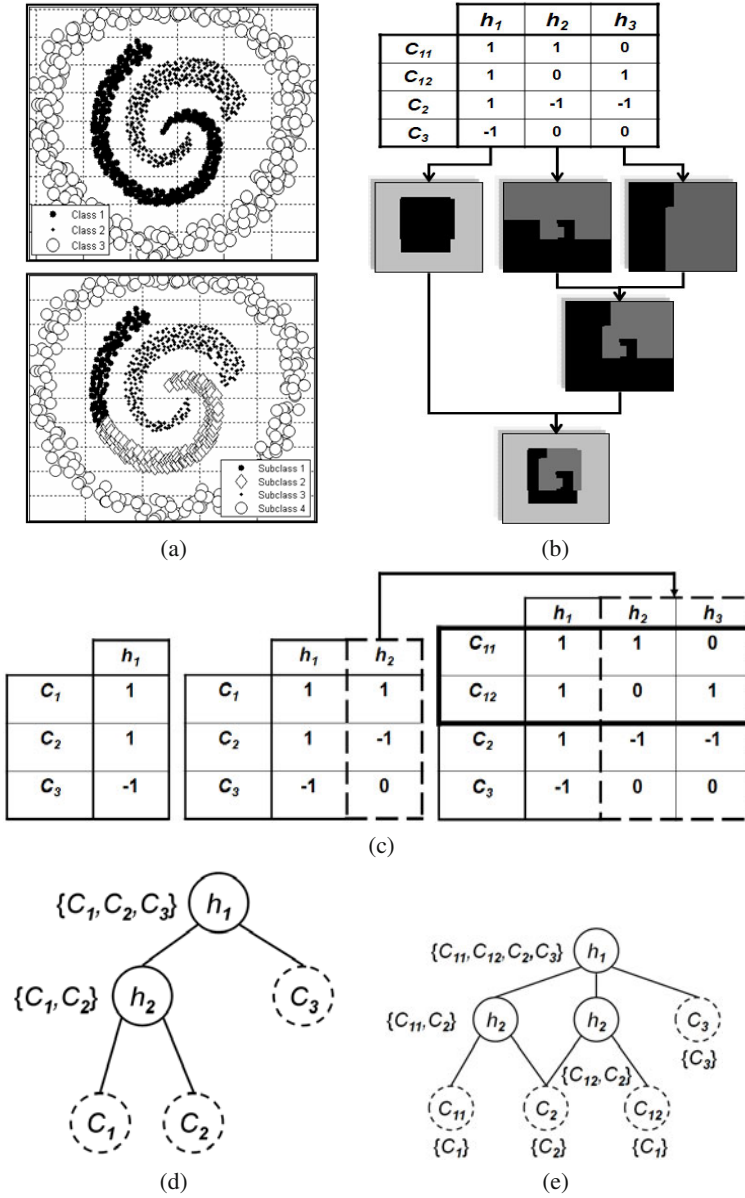 Class 1
Class 2
Class 3
Subclass 1
Subclass 2
Subclass 3
Subclass 4
(a)
h1 h2 h3
C11 1 1 0
C12 1 0 1
C2 1 -1 -1
C3 -1 0 0
(b)
h1
C1 1
C2 1
C3 -1
h1 h2
C1 1 1
C2 1 -1
C3 -1 0
h1 h2 h3
C11 1 1 0
C12 1 0 1
C2 1 -1 -1
C3 -1 0 0
(c)
{C1,C2,C3} h1
{C1,C2} h2 C3
C1 C2
(d)
{C11,C12,C2,C3} h1
{C11,C2} h2 h2 C3
{C3}
{C12,C2}
C11 C2 C12
{C1} {C2} {C1}
(e)